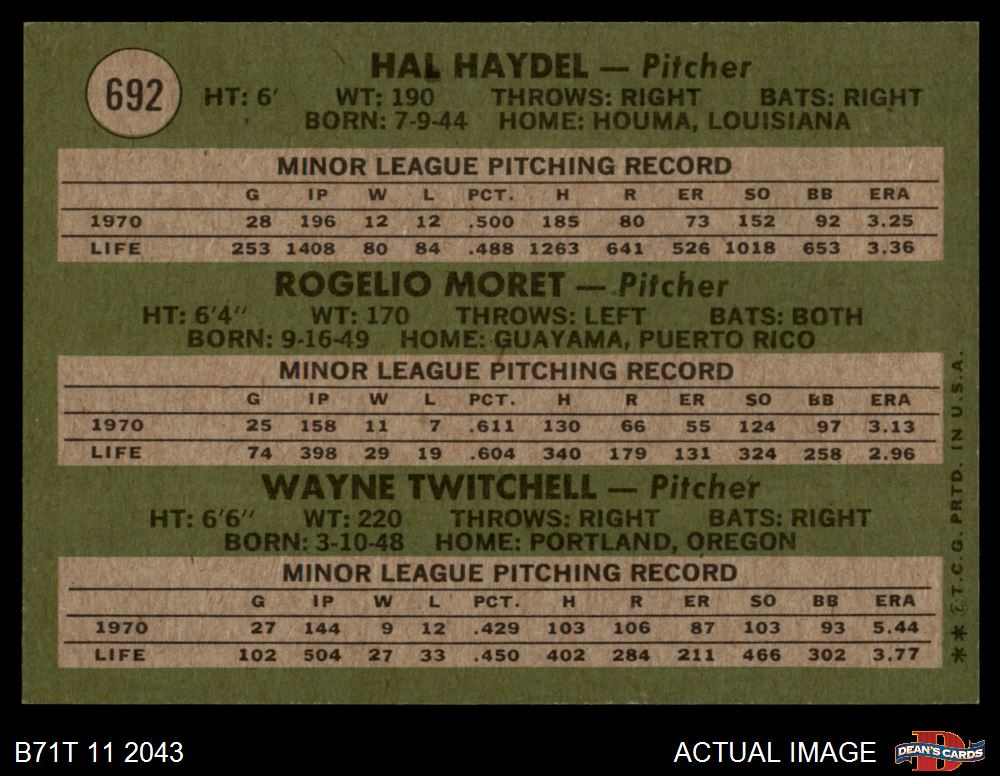 692
HAL HAYDEL — Pitcher
HT: 6' WT: 190 THROWS: RIGHT BATS: RIGHT
BORN: 7-9-44 HOME: HOUMA, LOUISIANA
MINOR LEAGUE PITCHING RECORD
G IP W L PCT. H R ER SO BB ERA
1970 28 196 12 12 .500 185 80 73 152 92 3.25
LIFE 253 1408 80 84 .488 1263 641 526 1018 653 3.36
ROGELIO MORET — Pitcher
HT: 6'4" WT: 170 THROWS: LEFT BATS: BOTH
BORN: 9-16-49 HOME: GUAYAMA, PUERTO RICO
MINOR LEAGUE PITCHING RECORD
G IP W L PCT. H R ER SO BB ERA
1970 25 158 11 7 .611 130 66 55 124 97 3.13
LIFE 74 398 29 19 .604 340 179 131 324 258 2.96
WAYNE TWITCHELL — Pitcher
HT: 6'6" WT: 220 THROWS: RIGHT BATS: RIGHT
BORN: 3-10-48 HOME: PORTLAND, OREGON
MINOR LEAGUE PITCHING RECORD
G IP W L PCT. H R ER SO BB ERA
1970 27 144 9 12 .429 103 106 87 103 93 5.44
LIFE 102 504 27 33 .450 402 284 211 466 302 3.77
** © T.C.G. PRTD. IN U.S.A.
B71T 11 2043 ACTUAL IMAGE DEAN'S CARDS